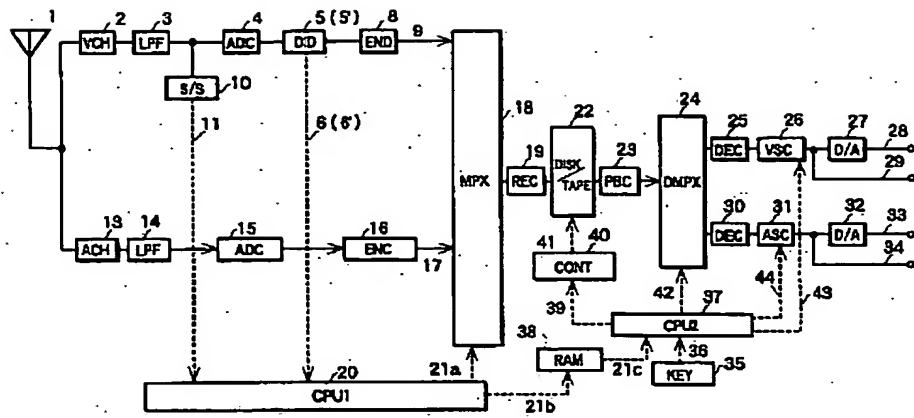 1
2
3
4
5(5')
8
9
VCH
LPF
ADC
DID
END
10
S/S
11
6(6')
18
MPX
19
REC
22
DISK
TAPE
23
PBC
24
DMPX
25
DEC
26
VSC
27
D/A
28
29
13
ACH
14
LPF
15
ADC
16
ENC
17
30
DEC
31
ASC
32
D/A
33
34
41
40
CONT
39
42
44
43
37
CPU2
38
RAM
21c
36
KEY
35
20
CPU1
21a
21b